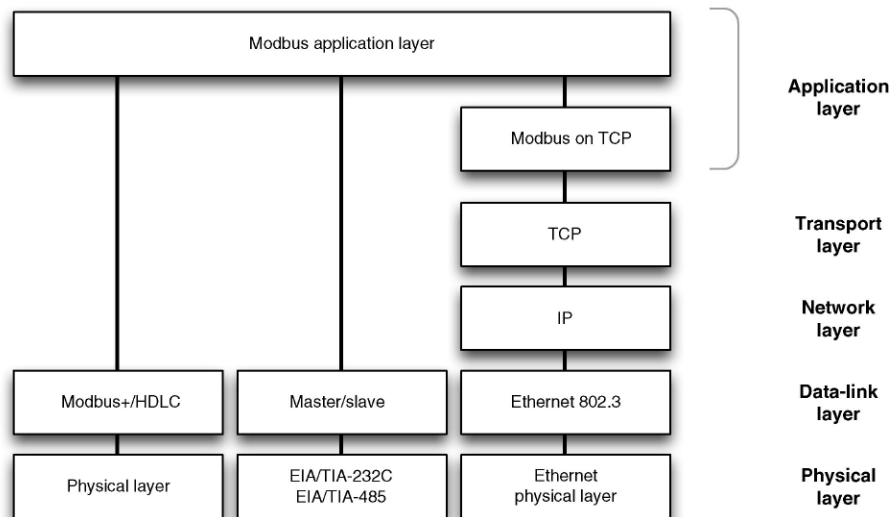 Modbus application layer
Application
layer
Modbus on TCP
TCP
Transport
layer
IP
Network
layer
Modbus+/HDLC
Master/slave
Ethernet 802.3
Data-link
layer
Physical layer
EIA/TIA-232C
EIA/TIA-485
Ethernet
physical layer
Physical
layer